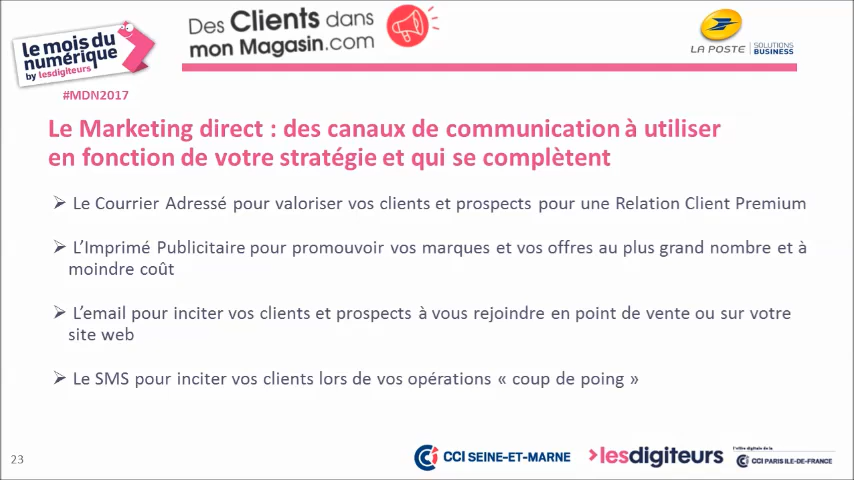 Des Clients dans
mon Magasin.com
le mois du
numérique
by lesdigiteurs
LA POSTE SOLUTIONS
BUSINESS
#MDN2017
Le Marketing direct : des canaux de communication à utiliser
en fonction de votre stratégie et qui se complètent
Le Courrier Adressé pour valoriser vos clients et prospects pour une Relation Client Premium
L'Imprimé Publicitaire pour promouvoir vos marques et vos offres au plus grand nombre et à
moindre coût
L'email pour inciter vos clients et prospects à vous rejoindre en point de vente ou sur votre
site web
Le SMS pour inciter vos clients lors de vos opérations « coup de poing »
23
CCI SEINE-ET-MARNE
lesdigiteurs
l'offre digitale de la
CCI PARIS ILE-DE-FRANCE